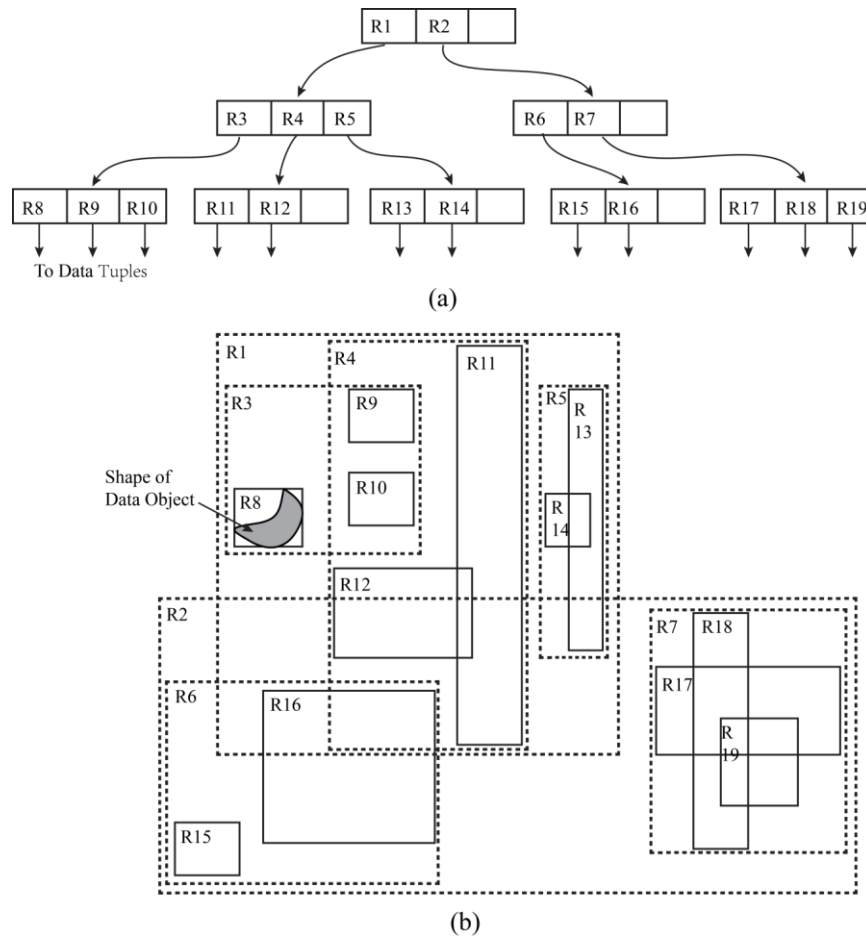 R1 R2
R3 R4 R5 R6 R7
R8 R9 R10 R11 R12 R13 R14 R15 R16 R17 R18 R19
To Data Tuples
(a)
R1
R4
R11
R3
R9
R5
R
13
Shape of
Data Object
R8
R10
R
14
R12
R2
R7
R18
R6
R16
R17
R
19
R15
(b)